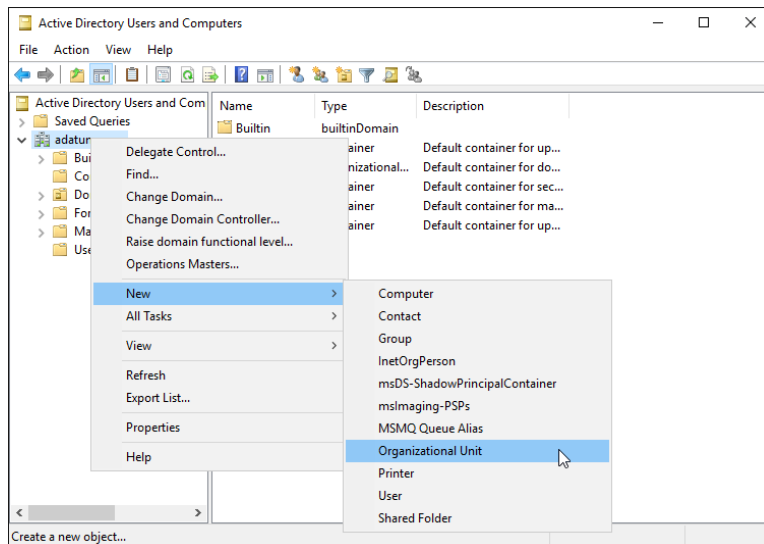 Active Directory Users and Computers
File Action View Help
Active Directory Users and Com
Name Type Description
Saved Queries
Builtin builtinDomain
Default container for up...
Default container for do...
Default container for sec...
Default container for ma...
Default container for up...
Delegate Control...
Find...
Change Domain...
Change Domain Controller...
Raise domain functional level...
Operations Masters...
New
All Tasks
View
Refresh
Export List...
Properties
Help
Computer
Contact
Group
InetOrgPerson
msDS-ShadowPrincipalContainer
msImaging-PSPs
MSMQ Queue Alias
Organizational Unit
Printer
User
Shared Folder
Create a new object...